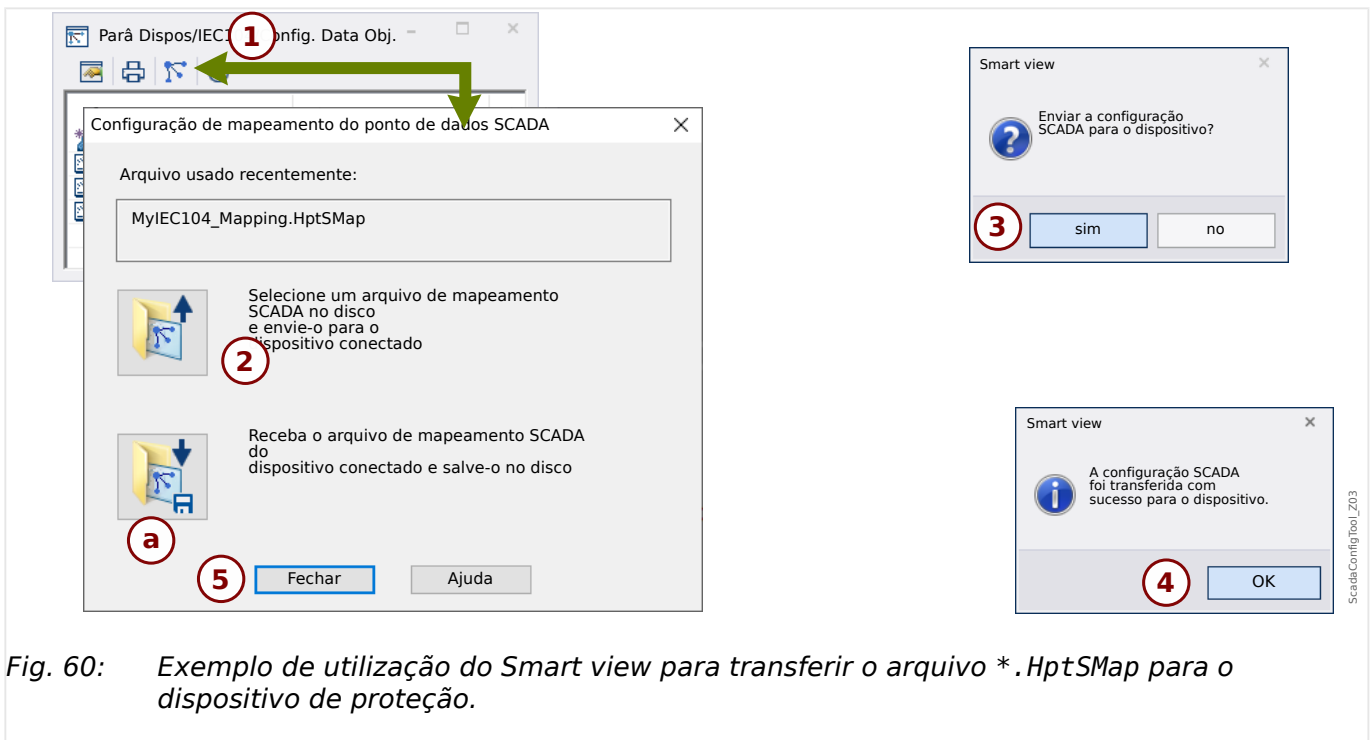 Parâ Dispos/IEC1 onfig. Data Obj.
1
Configuração de mapeamento do ponto de dados SCADA
Arquivo usado recentemente:
MyIEC104_Mapping.HptSMap
Selecione um arquivo de mapeamento
SCADA no disco
e envie-o para o
dispositivo conectado
2
Receba o arquivo de mapeamento SCADA
do
dispositivo conectado e salve-o no disco
a
5
Fechar
Ajuda
Smart view
Enviar a configuração
SCADA para o dispositivo?
3
sim
no
Smart view
A configuração SCADA
foi transferida com
sucesso para o dispositivo.
4
OK
ScadaConfigTool_Z03
Fig. 60: Exemplo de utilização do Smart view para transferir o arquivo *.HptSMap para o
dispositivo de proteção.